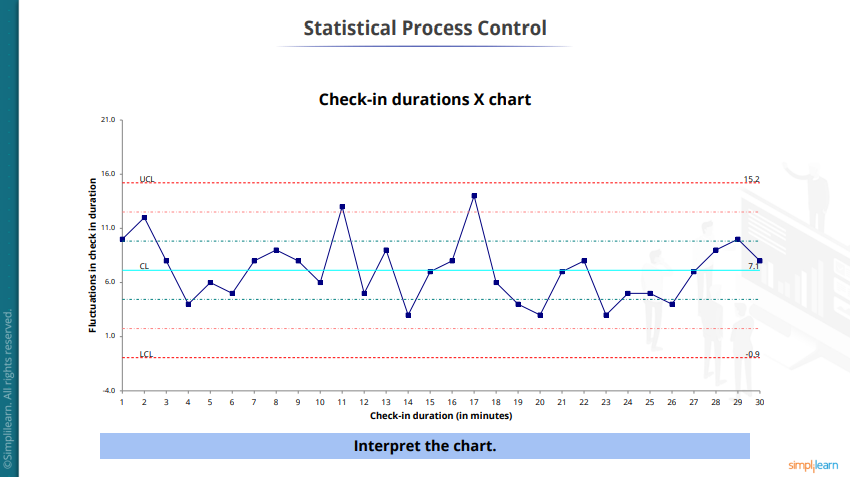 Statistical Process Control
Check-in durations X chart
21.0
16.0
11.0
6.0
1.0
-4.0
Fluctuations in check in duration
UCL
15.2
CL
7.1
LCL
-0.9
1 2 3 4 5 6 7 8 9 10 11 12 13 14 15 16 17 18 19 20 21 22 23 24 25 26 27 28 29 30
Check-in duration (in minutes)
Interpret the chart.
©Simplilearn. All rights reserved.
simplilearn